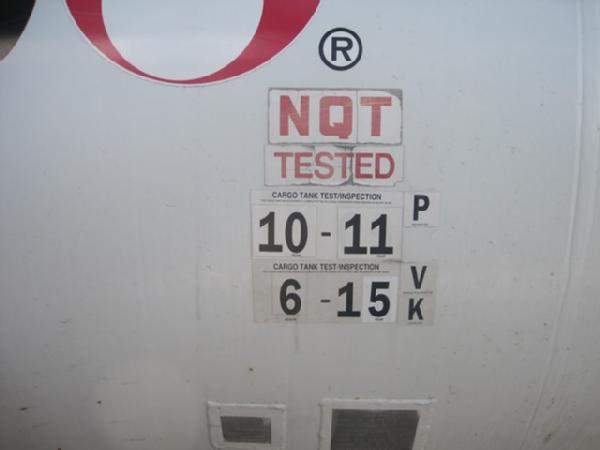 ®
NQT
TESTED
CARGO TANK TEST/INSPECTION
10 - 11 P
CARGO TANK TEST/INSPECTION
6 - 15 V
K